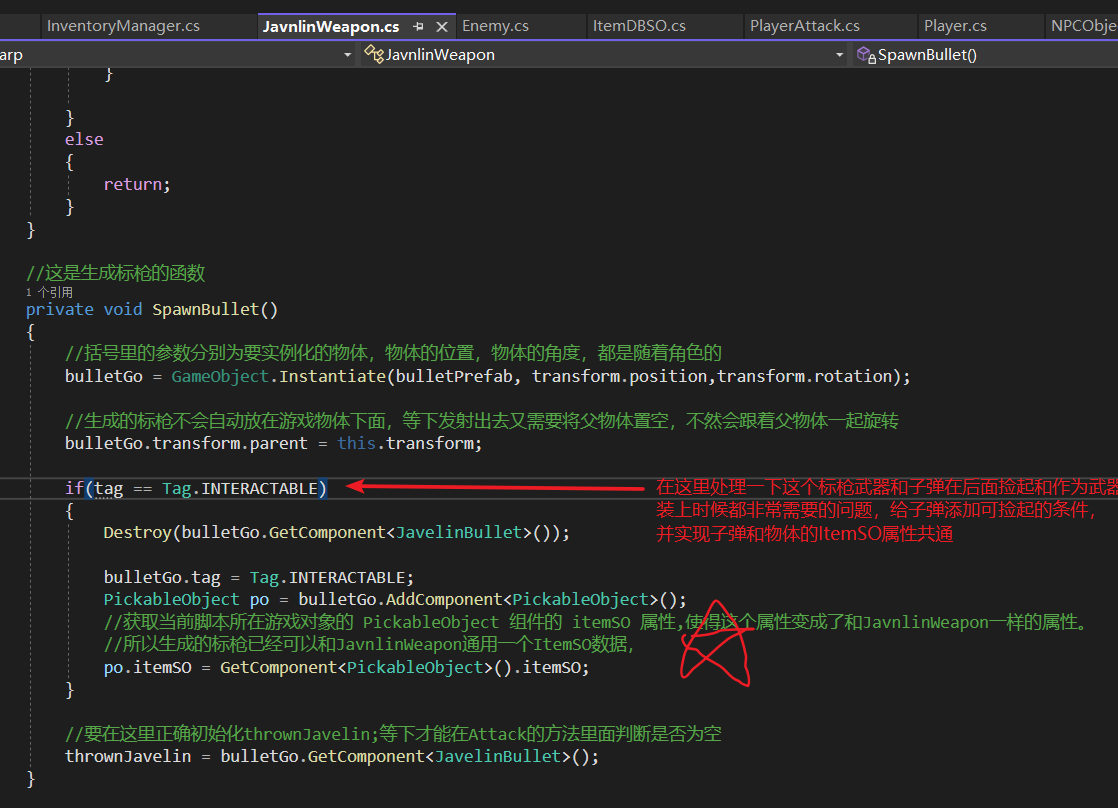 InventoryManager.cs JavnlinWeapon.cs Enemy.cs ItemDBSO.cs PlayerAttack.cs Player.cs NPCObje
arp JavnlinWeapon SpawnBullet()
}
}
else
{
return;
}
}
//这是生成标枪的函数
1 个引用
private void SpawnBullet()
{
//括号里的参数分别为要实例化的物体，物体的位置，物体的角度，都是随着角色的
bulletGo = GameObject.Instantiate(bulletPrefab, transform.position,transform.rotation);
//生成的标枪不会自动放在游戏物体下面，等下发射出去又需要将父物体置空，不然会跟着父物体一起旋转
bulletGo.transform.parent = this.transform;
if(tag == Tag.INTERACTABLE) 在这里处理一下这个标枪武器和子弹在后面捡起和作为武器
{ 装上时候都非常需要的问题，给子弹添加可捡起的条件，
Destroy(bulletGo.GetComponent<JavelinBullet>()); 并实现子弹和物体的ItemSO属性共通
bulletGo.tag = Tag.INTERACTABLE;
PickableObject po = bulletGo.AddComponent<PickableObject>();
//获取当前脚本所在游戏对象的 PickableObject 组件的 itemSO 属性,使得这个属性变成了和JavnlinWeapon一样的属性。
//所以生成的标枪已经可以和JavnlinWeapon通用一个ItemSO数据，
po.itemSO = GetComponent<PickableObject>().itemSO;
}
//要在这里正确初始化thrownJavelin;等下才能在Attack的方法里面判断是否为空
thrownJavelin = bulletGo.GetComponent<JavelinBullet>();
}